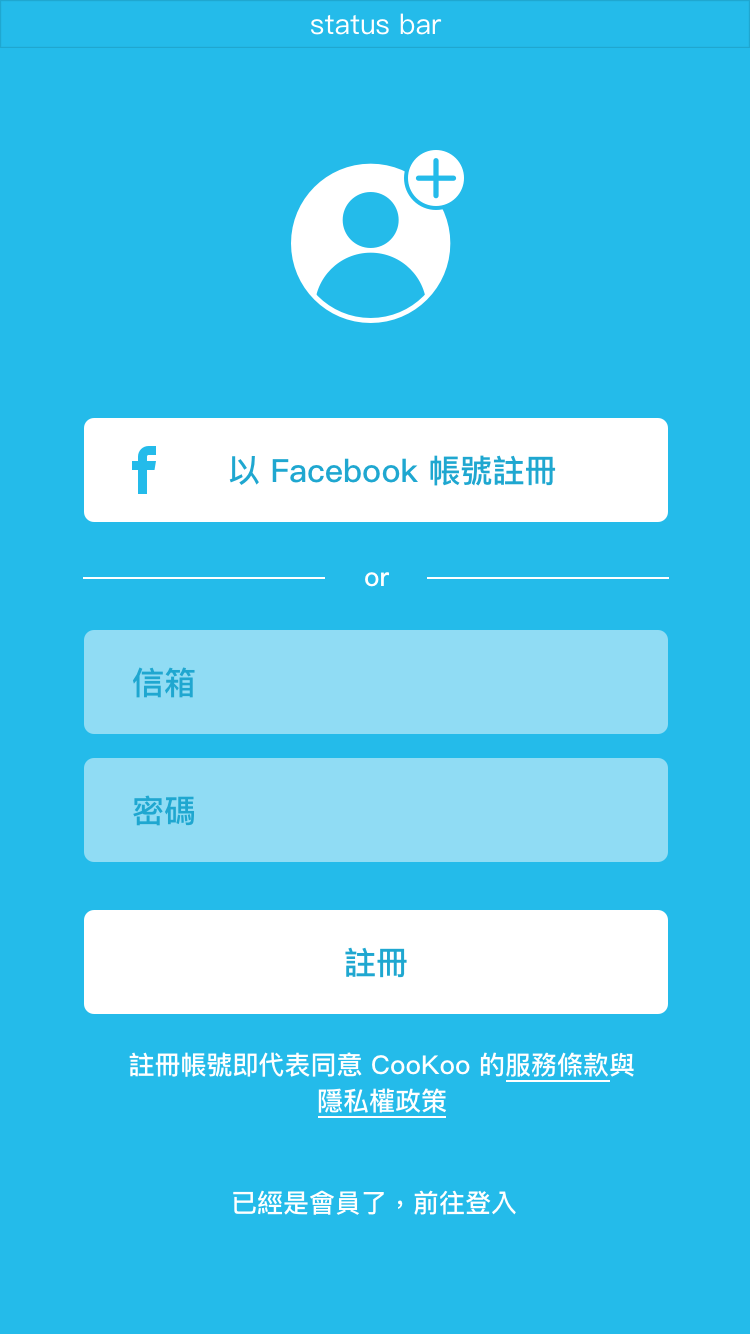 status bar
以 Facebook 帳號註冊
or
信箱
密碼
註冊
註冊帳號即代表同意 CooKoo 的服務條款與
隱私權政策
已經是會員了，前往登入